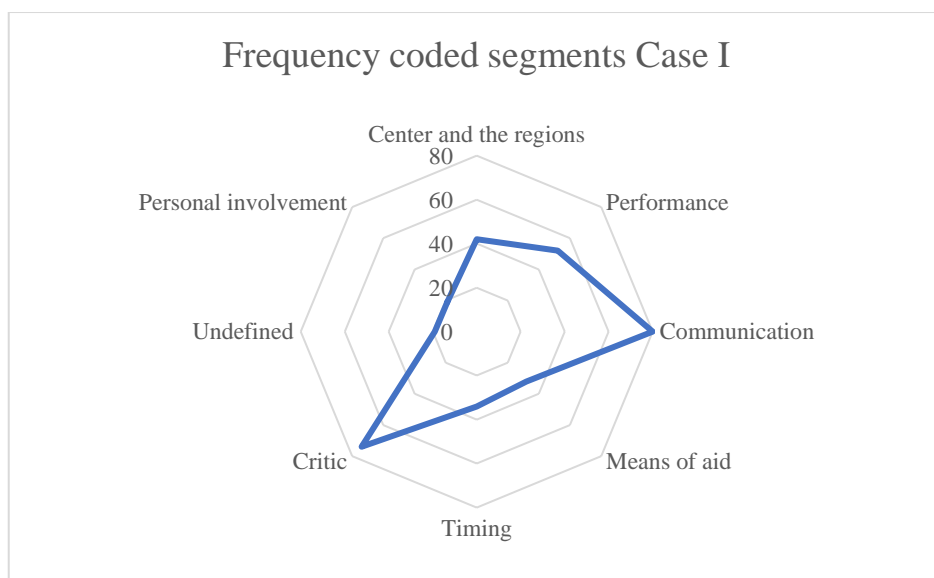 Frequency coded segments Case I
Center and the regions
80
Personal involvement
Performance
60
40
20
Undefined
0
Communication
Critic
Means of aid
Timing